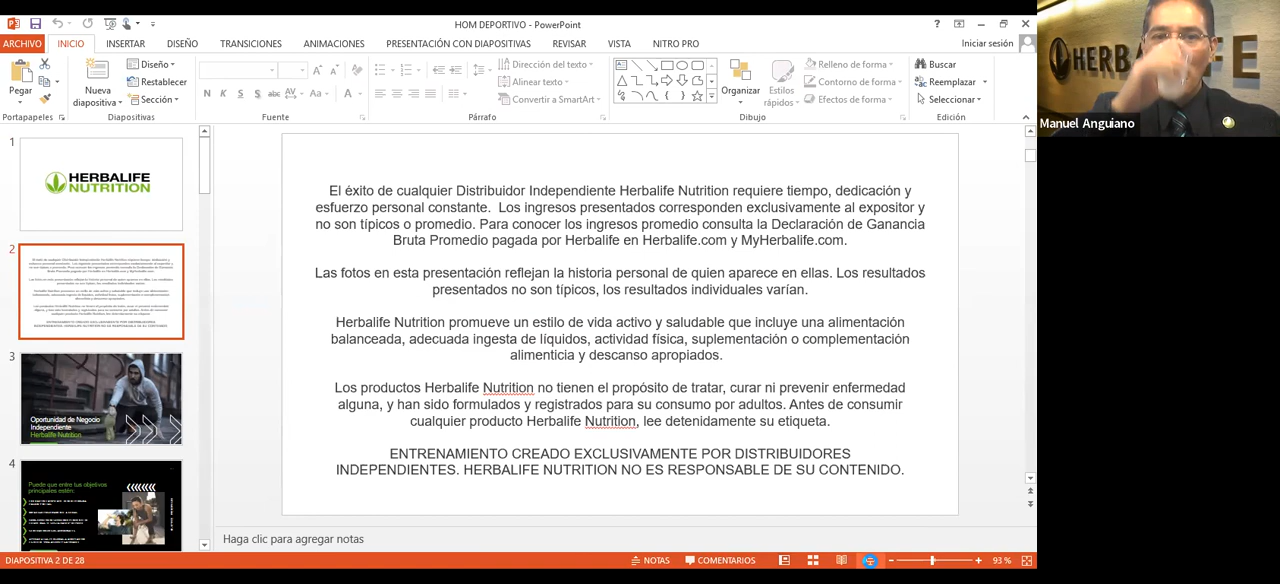 HOM DEPORTIVO - PowerPoint
ARCHIVO INICIO INSERTAR DISEÑO TRANSICIONES ANIMACIONES PRESENTACIÓN CON DIAPOSITIVAS REVISAR VISTA NITRO PRO Iniciar sesión
Pegar
Nueva
diapositiva
Diseño
Restablecer
Sección
N K S S abc AV Aa A
Dirección del texto
Alinear texto
Convertir a SmartArt
Organizar
Estilos
rápidos
Relleno de forma
Contorno de forma
Efectos de forma
Buscar
Reemplazar
Seleccionar
Portapapeles Diapositivas Fuente Párrafo Dibujo Edición
HERBALIFE
Manuel Anguiano
1
HERBALIFE
NUTRITION
2
3
Oportunidad de Negocio
Independiente
Herbalife Nutrition
4
Puede que entre tus objetivos
principales estén:
El éxito de cualquier Distribuidor Independiente Herbalife Nutrition requiere tiempo, dedicación y
esfuerzo personal constante. Los ingresos presentados corresponden exclusivamente al expositor y
no son típicos o promedio. Para conocer los ingresos promedio consulta la Declaración de Ganancia
Bruta Promedio pagada por Herbalife en Herbalife.com y MyHerbalife.com.
Las fotos en esta presentación reflejan la historia personal de quien aparece en ellas. Los resultados
presentados no son típicos, los resultados individuales varían.
Herbalife Nutrition promueve un estilo de vida activo y saludable que incluye una alimentación
balanceada, adecuada ingesta de líquidos, actividad física, suplementación o complementación
alimenticia y descanso apropiados.
Los productos Herbalife Nutrition no tienen el propósito de tratar, curar ni prevenir enfermedad
alguna, y han sido formulados y registrados para su consumo por adultos. Antes de consumir
cualquier producto Herbalife Nutrition, lee detenidamente su etiqueta.
ENTRENAMIENTO CREADO EXCLUSIVAMENTE POR DISTRIBUIDORES
INDEPENDIENTES. HERBALIFE NUTRITION NO ES RESPONSABLE DE SU CONTENIDO.
Haga clic para agregar notas
DIAPOSITIVA 2 DE 28 NOTAS COMENTARIOS 93 %